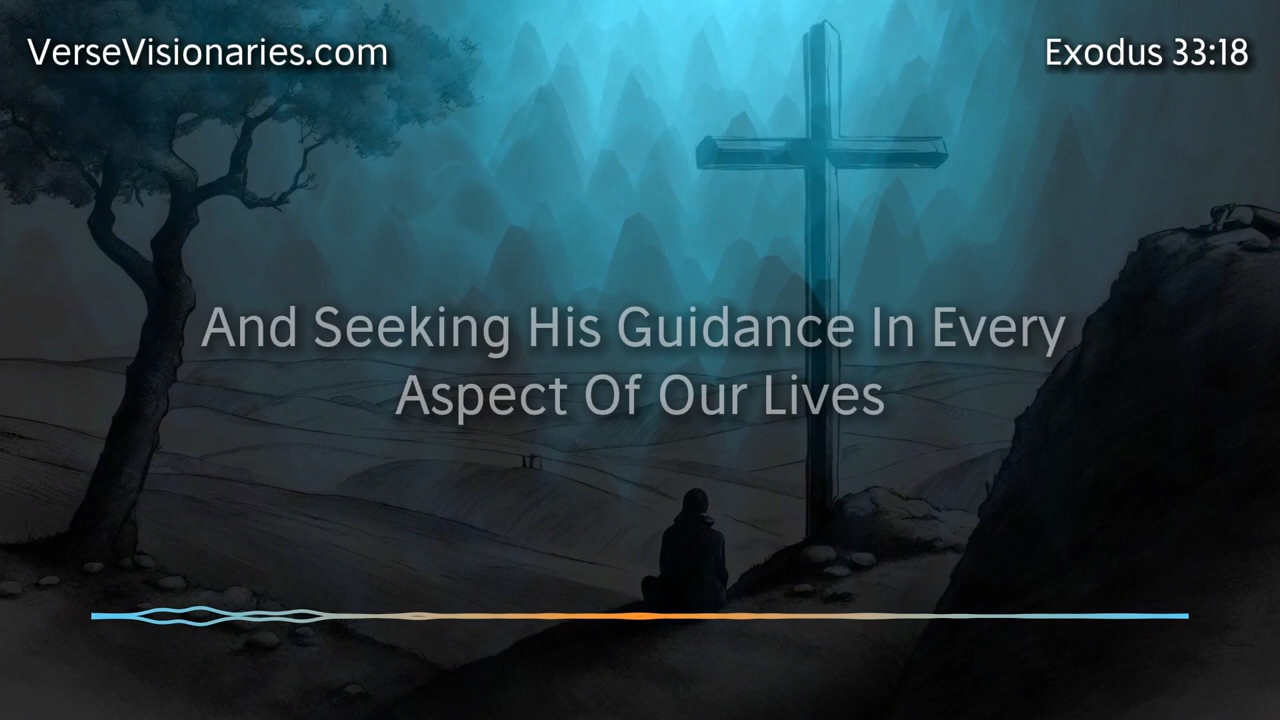 VerseVisionaries.com
Exodus 33:18
And Seeking His Guidance In Every
Aspect Of Our Lives